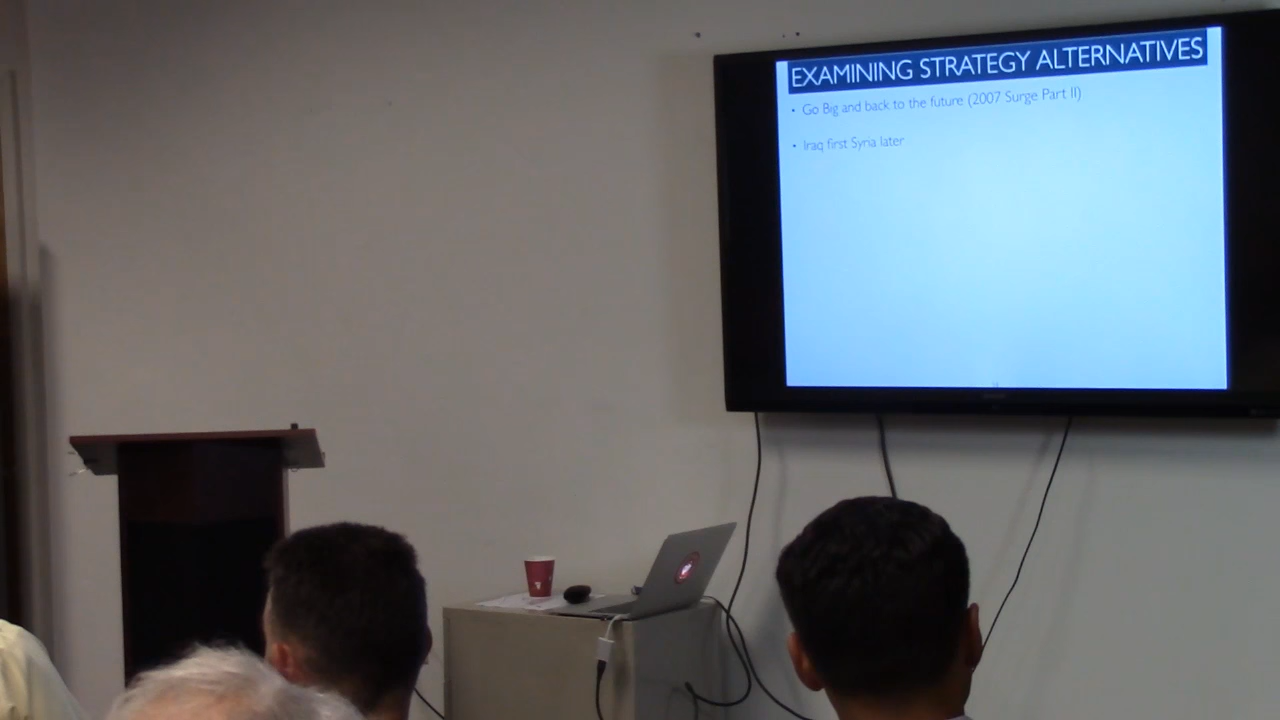 EXAMINING STRATEGY ALTERNATIVES
• Go Big and back to the future (2007 Surge Part II)
• Iraq first Syria later